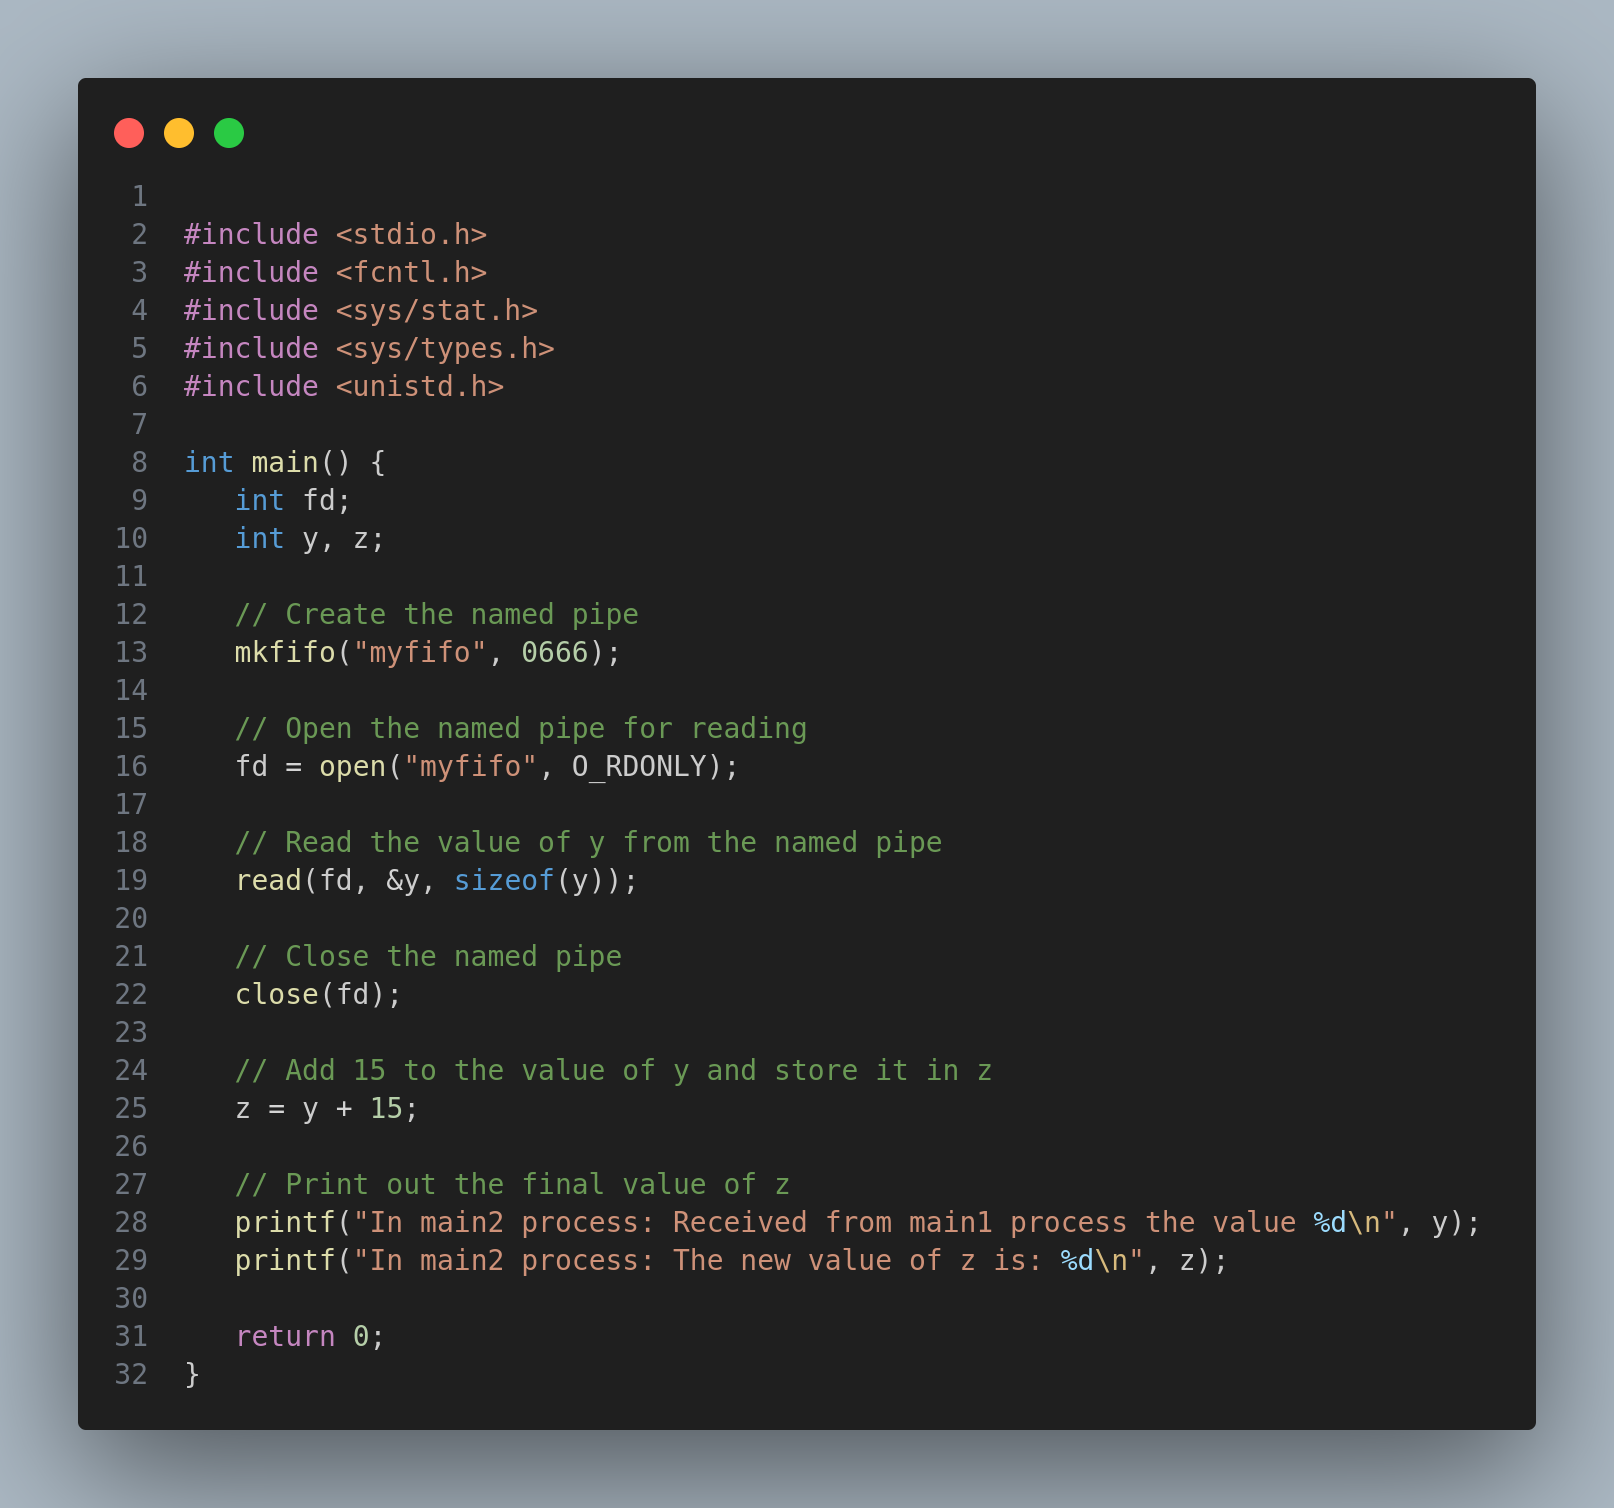 1
2 #include <stdio.h>
3 #include <fcntl.h>
4 #include <sys/stat.h>
5 #include <sys/types.h>
6 #include <unistd.h>
7
8 int main() {
9    int fd;
10    int y, z;
11
12    // Create the named pipe
13    mkfifo("myfifo", 0666);
14
15    // Open the named pipe for reading
16    fd = open("myfifo", O_RDONLY);
17
18    // Read the value of y from the named pipe
19    read(fd, &y, sizeof(y));
20
21    // Close the named pipe
22    close(fd);
23
24    // Add 15 to the value of y and store it in z
25    z = y + 15;
26
27    // Print out the final value of z
28    printf("In main2 process: Received from main1 process the value %d\n", y);
29    printf("In main2 process: The new value of z is: %d\n", z);
30
31    return 0;
32 }